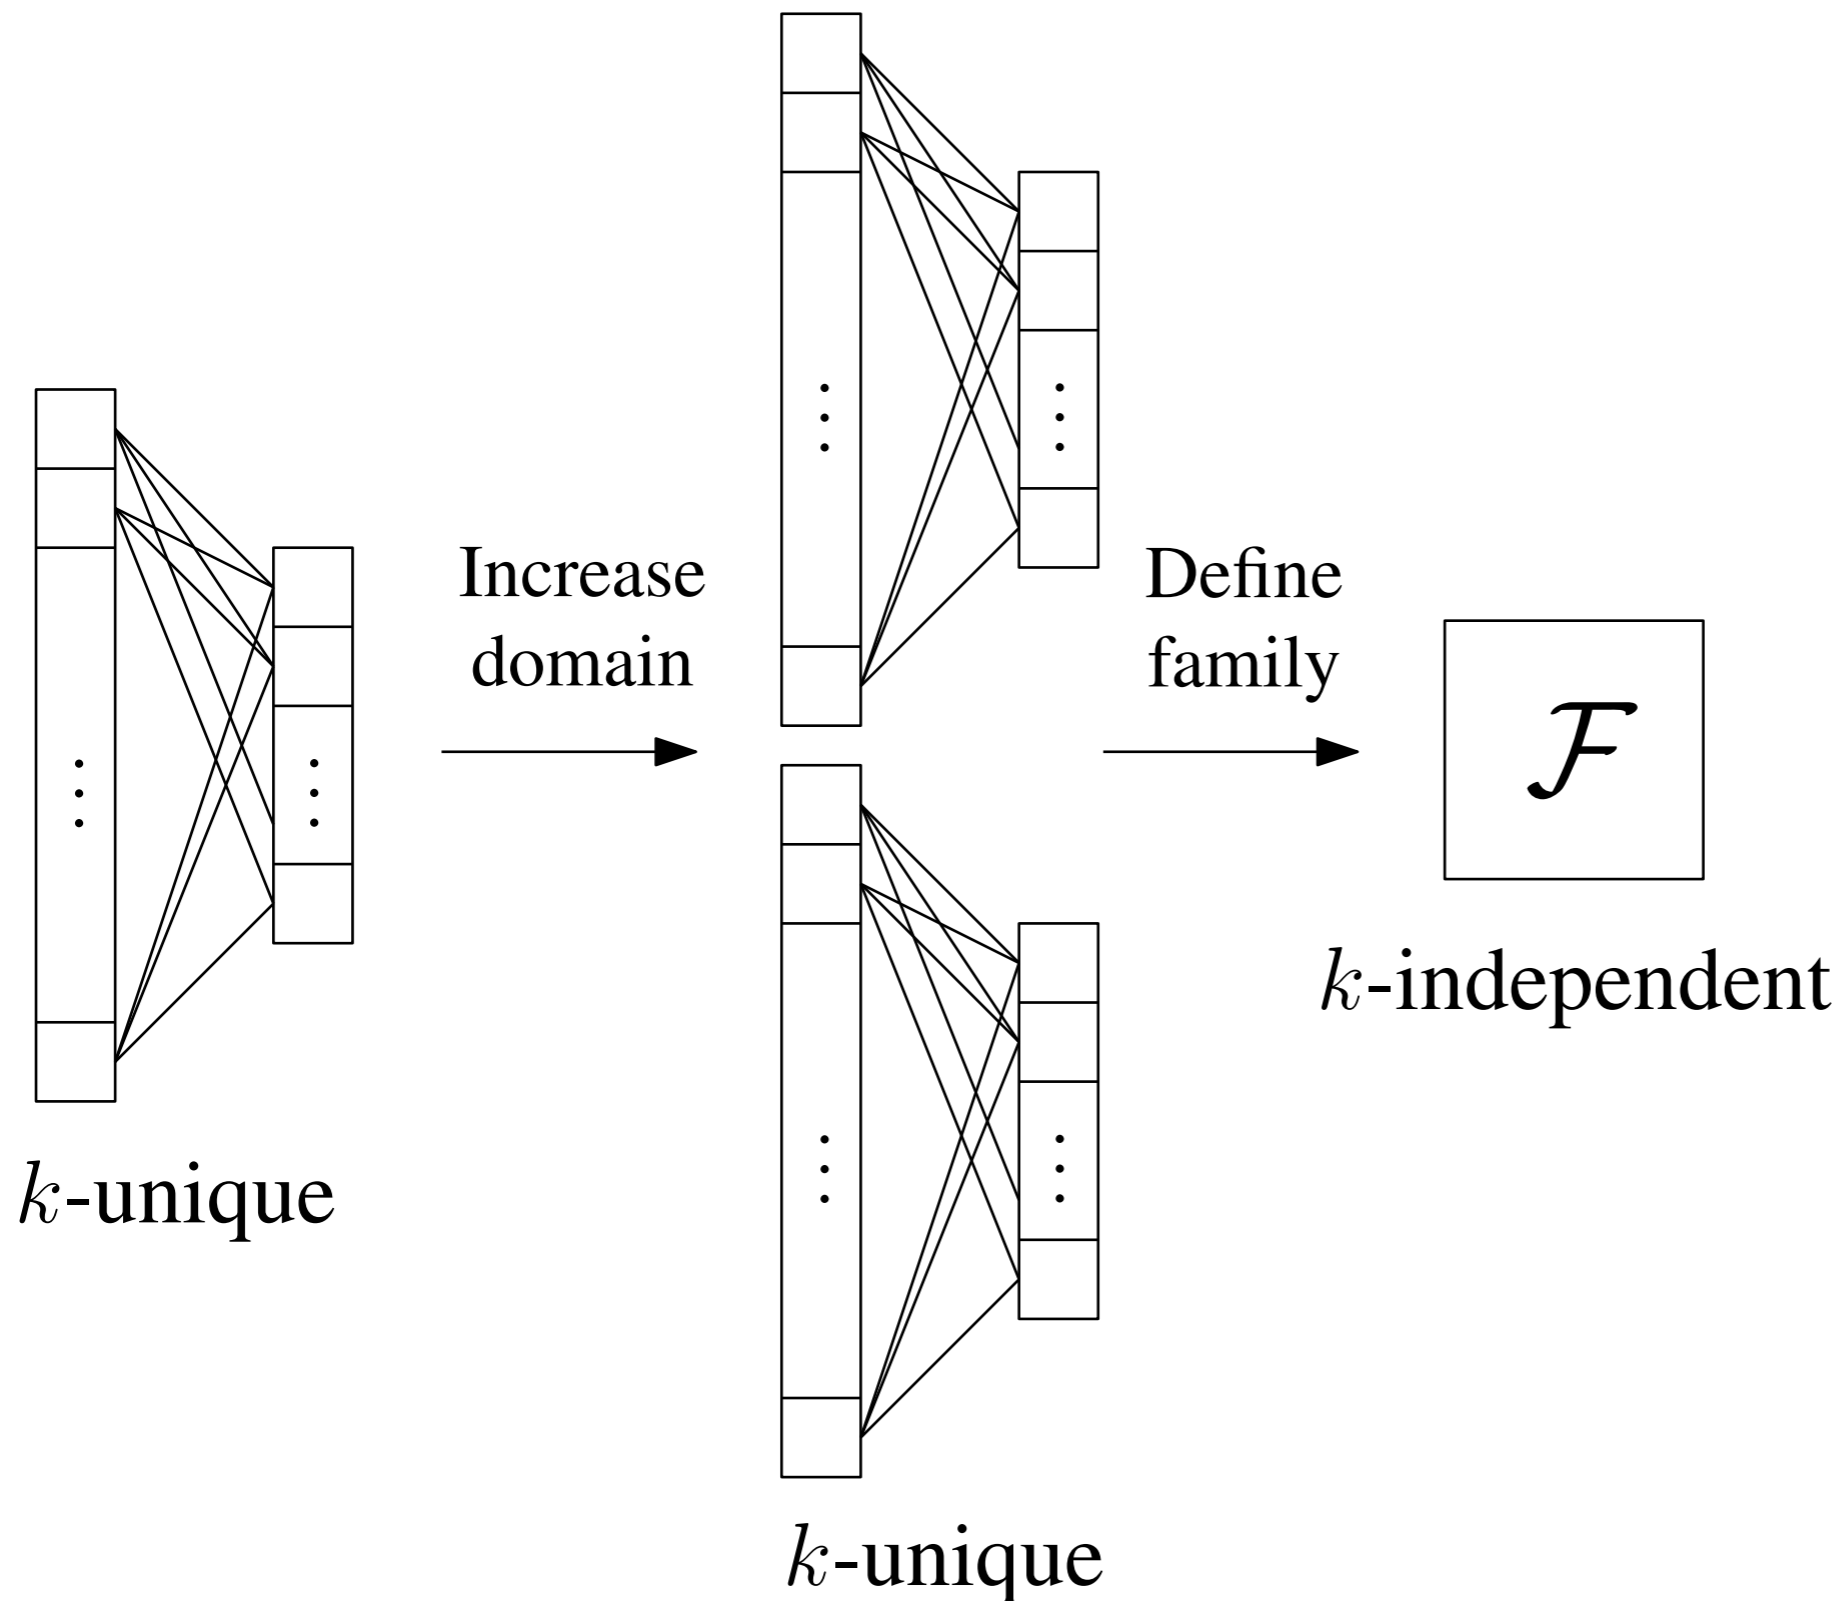 k-unique
Increase
domain
k-unique
Define
family
ℱ
k-independent